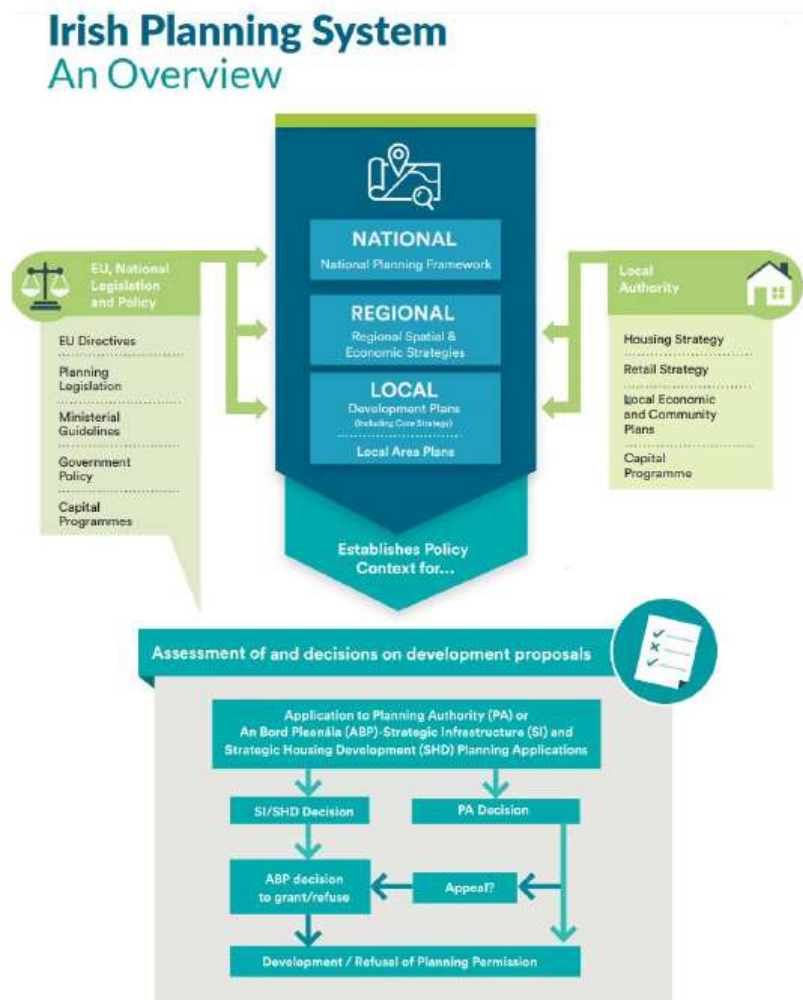 Irish Planning System
An Overview
NATIONAL
National Planning Framework
REGIONAL
Regional Spatial &
Economic Strategies
LOCAL
Development Plans
(Including Core Strategy)
Local Area Plans
EU, National
Legislation
and Policy
EU Directives
Planning
Legislation
Ministerial
Guidelines
Government
Policy
Capital
Programmes
Local
Authority
Housing Strategy
Retail Strategy
Local Economic
and Community
Plans
Capital
Programme
Establishes Policy
Context for...
Assessment of and decisions on development proposals
Application to Planning Authority (PA) or
An Bord Pleanála (ABP)-Strategic Infrastructure (SI) and
Strategic Housing Development (SHD) Planning Applications
SI/SHD Decision
PA Decision
ABP decision
to grant/refuse
Appeal?
Development / Refusal of Planning Permission